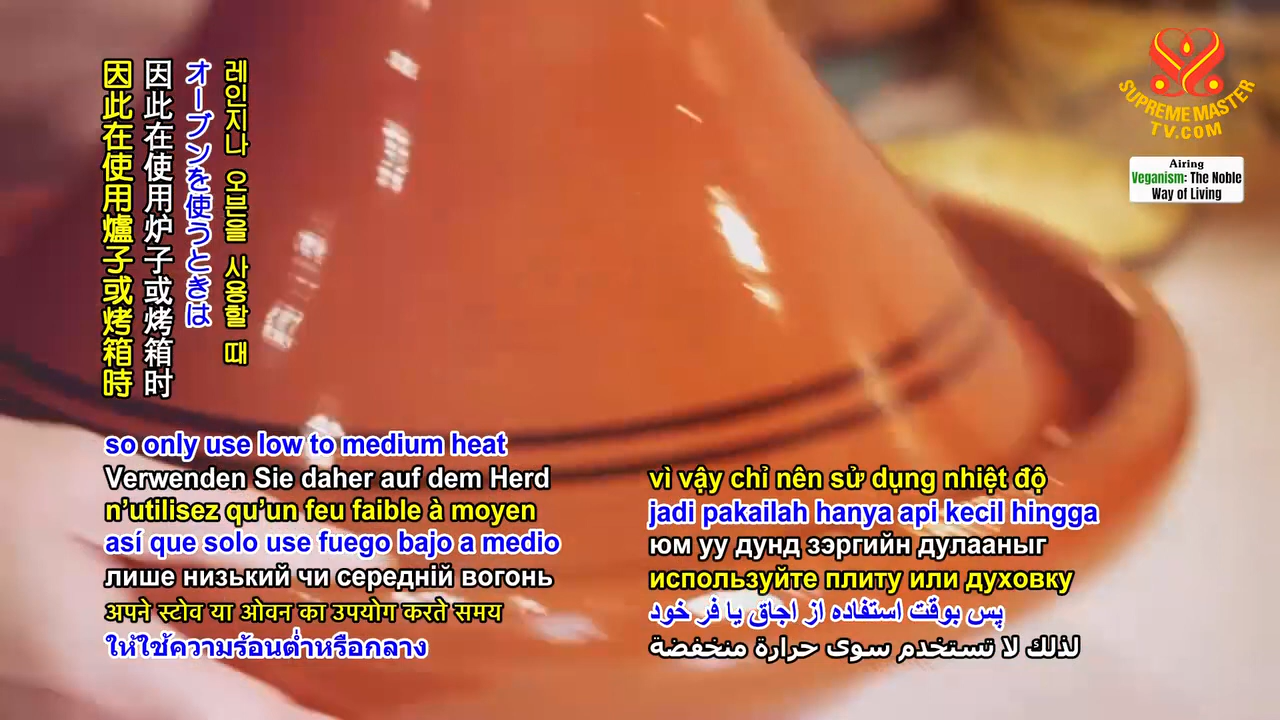 因此在使用爐子或烤箱時
因此在使用炉子或烤箱时
オーブンを使うときは
레인지나 오븐을 사용할 때
so only use low to medium heat
Verwenden Sie daher auf dem Herd
n’utilisez qu’un feu faible à moyen
así que solo use fuego bajo a medio
лише низький чи середній вогонь
अपने स्टोव या ओवन का उपयोग करते समय
ให้ใช้ความร้อนต่ำหรือกลาง
vì vậy chỉ nên sử dụng nhiệt độ
jadi pakailah hanya api kecil hingga
юм уу дунд зэргийн дулааныг
используйте плиту или духовку
پس بوقت استفاده از اجاق یا فر خود
لذلك لا تستخدم سوى حرارة منخفضة
SUPREME MASTER
TV.COM
Airing
Veganism: The Noble
Way of Living